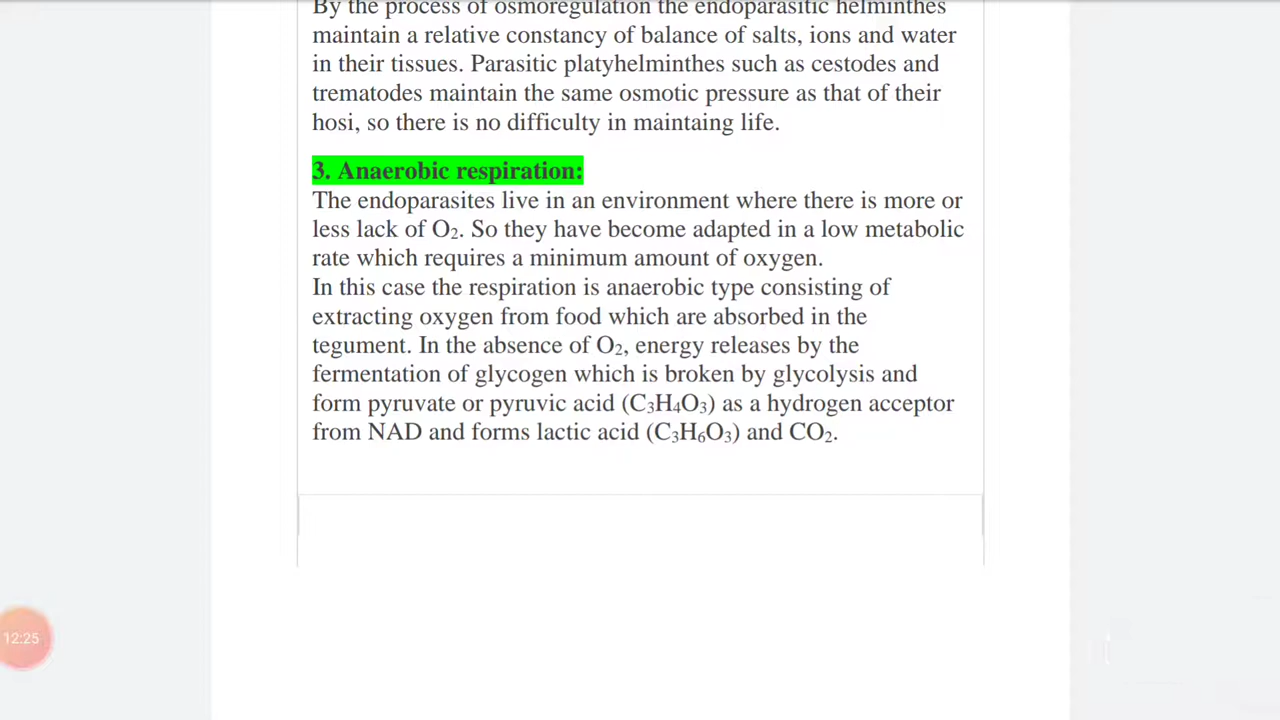 By the process of osmoregulation the endoparasitic helminthes
maintain a relative constancy of balance of salts, ions and water
in their tissues. Parasitic platyhelminthes such as cestodes and
trematodes maintain the same osmotic pressure as that of their
hosi, so there is no difficulty in maintaing life.
3. Anaerobic respiration:
The endoparasites live in an environment where there is more or
less lack of O₂. So they have become adapted in a low metabolic
rate which requires a minimum amount of oxygen.
In this case the respiration is anaerobic type consisting of
extracting oxygen from food which are absorbed in the
tegument. In the absence of O₂, energy releases by the
fermentation of glycogen which is broken by glycolysis and
form pyruvate or pyruvic acid (C₃H₄O₃) as a hydrogen acceptor
from NAD and forms lactic acid (C₃H₆O₃) and CO₂.
12:25